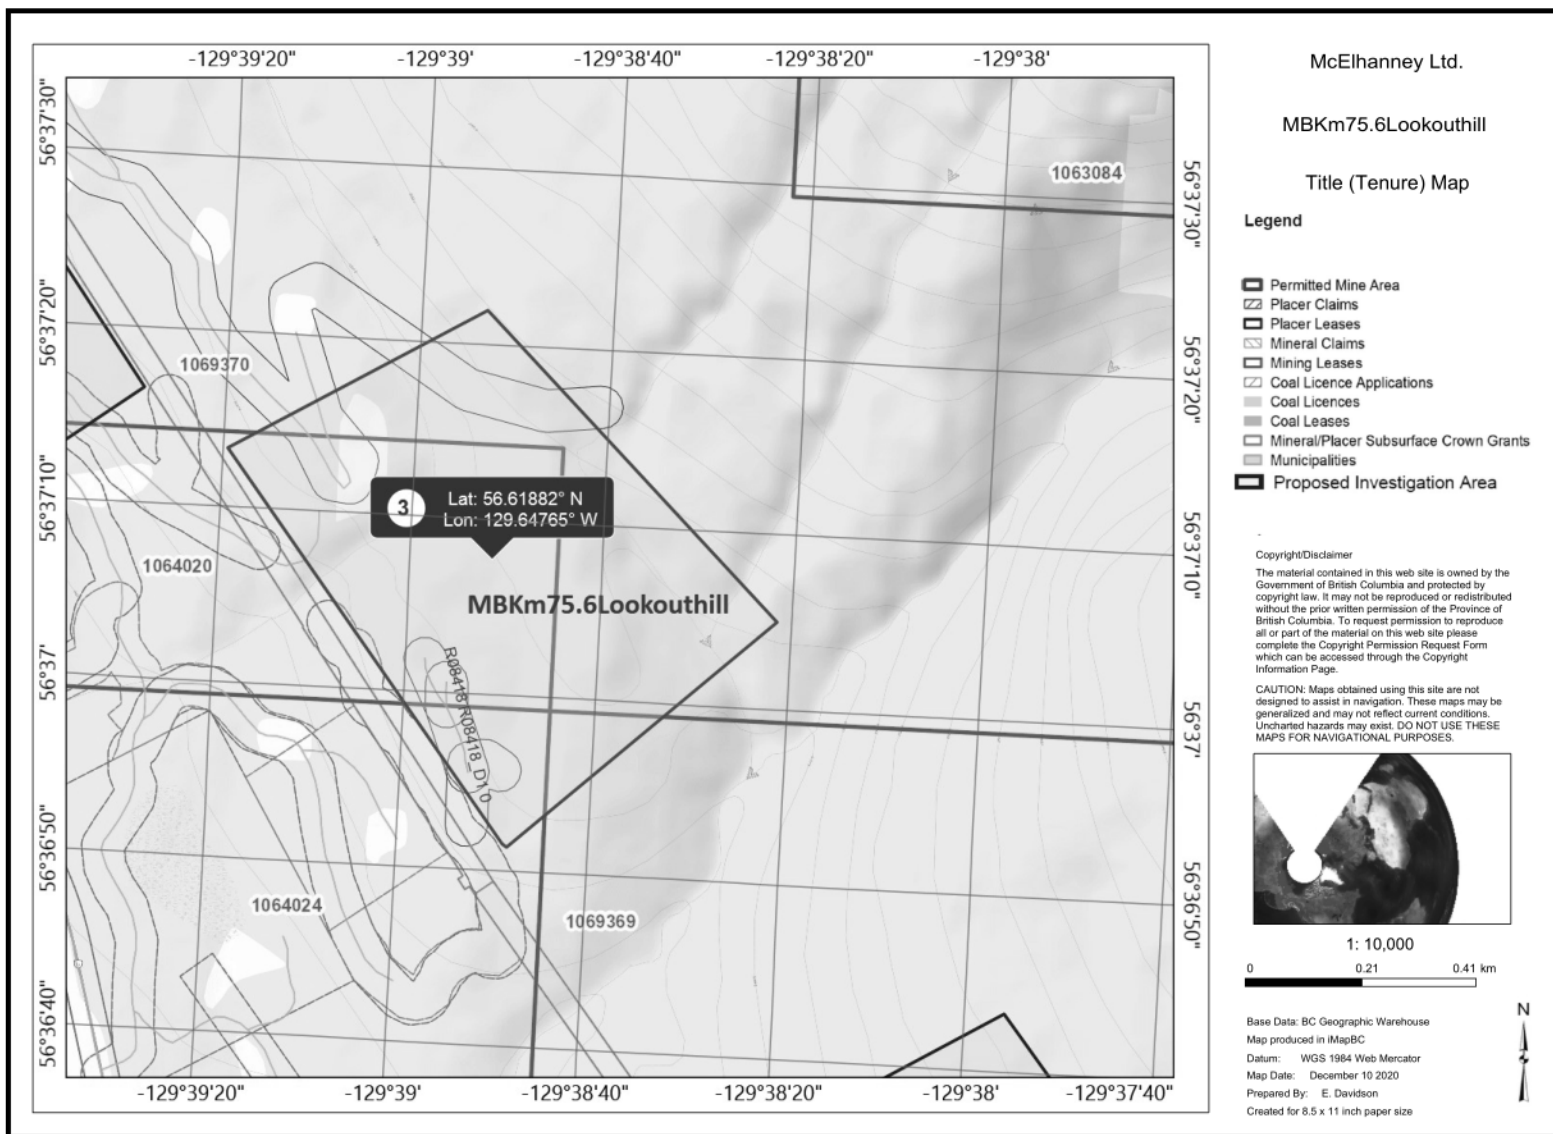 -129°39'20" -129°39' -129°38'40" -129°38'20" -129°38'
56°37'30"
56°37'20"
56°37'10"
56°37'
56°36'50"
56°36'40"
1063084
1069370
3
Lat: 56.61882° N
Lon: 129.64765° W
1064020
MBKm75.6Lookouthill
R08418
R08418_D1.0
1064024
1069369
56°37'30"
56°37'20"
56°37'10"
56°37'
56°36'50"
-129°39'20" -129°39' -129°38'40" -129°38'20" -129°38' -129°37'40"
McElhanney Ltd.
MBKm75.6Lookouthill
Title (Tenure) Map
Legend
Permitted Mine Area
Placer Claims
Placer Leases
Mineral Claims
Mining Leases
Coal Licence Applications
Coal Licences
Coal Leases
Mineral/Placer Subsurface Crown Grants
Municipalities
Proposed Investigation Area
Copyright/Disclaimer
The material contained in this web site is owned by the
Government of British Columbia and protected by
copyright law. It may not be reproduced or redistributed
without the prior written permission of the Province of
British Columbia. To request permission to reproduce
all or part of the material on this web site please
complete the Copyright Permission Request Form
which can be accessed through the Copyright
Information Page.
CAUTION: Maps obtained using this site are not
designed to assist in navigation. These maps may be
generalized and may not reflect current conditions.
Uncharted hazards may exist. DO NOT USE THESE
MAPS FOR NAVIGATIONAL PURPOSES.
1: 10,000
0 0.21 0.41 km
N
Base Data: BC Geographic Warehouse
Map produced in iMapBC
Datum: WGS 1984 Web Mercator
Map Date: December 10 2020
Prepared By: E. Davidson
Created for 8.5 x 11 inch paper size